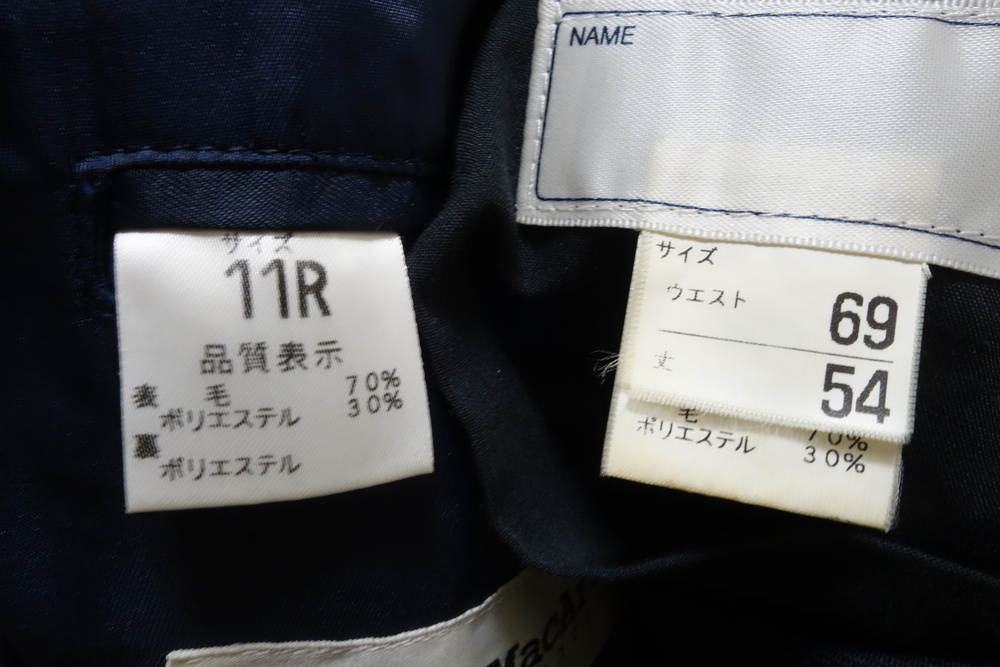 サイズ
11R
品質表示
表 毛 70%
ポリエステル 30%
裏
ポリエステル
NAME
サイズ
ウエスト 69
丈 54
毛 70%
ポリエステル 30%